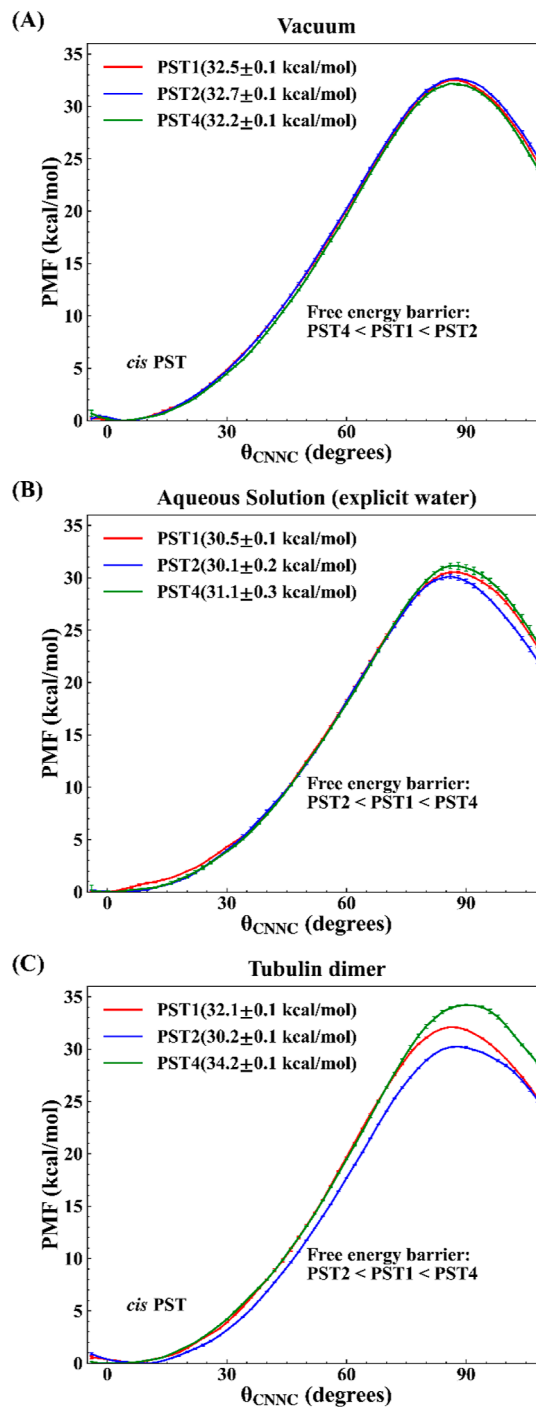 (A)
Vacuum
PST1(32.5±0.1 kcal/mol)
PST2(32.7±0.1 kcal/mol)
PST4(32.2±0.1 kcal/mol)
35
30
25
20
15
10
5
0
PMF (kcal/mol)
Free energy barrier:
PST4 < PST1 < PST2
cis PST
0 30 60 90
θCNNC (degrees)
(B)
Aqueous Solution (explicit water)
PST1(30.5±0.1 kcal/mol)
PST2(30.1±0.2 kcal/mol)
PST4(31.1±0.3 kcal/mol)
35
30
25
20
15
10
5
0
PMF (kcal/mol)
Free energy barrier:
PST2 < PST1 < PST4
0 30 60 90
θCNNC (degrees)
(C)
Tubulin dimer
PST1(32.1±0.1 kcal/mol)
PST2(30.2±0.1 kcal/mol)
PST4(34.2±0.1 kcal/mol)
35
30
25
20
15
10
5
0
PMF (kcal/mol)
Free energy barrier:
PST2 < PST1 < PST4
cis PST
0 30 60 90
θCNNC (degrees)